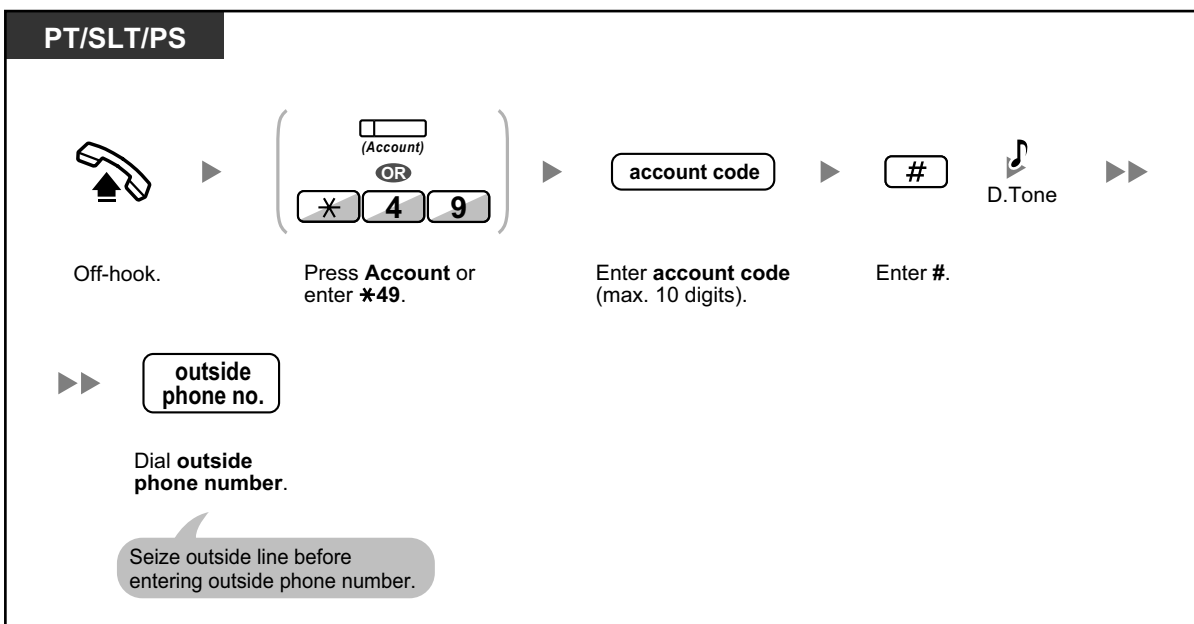 PT/SLT/PS
(Account)
OR
✳ 4 9
account code
#
D.Tone
Off-hook.
Press Account or
enter ✳49.
Enter account code
(max. 10 digits).
Enter #.
outside
phone no.
Dial outside
phone number.
Seize outside line before
entering outside phone number.